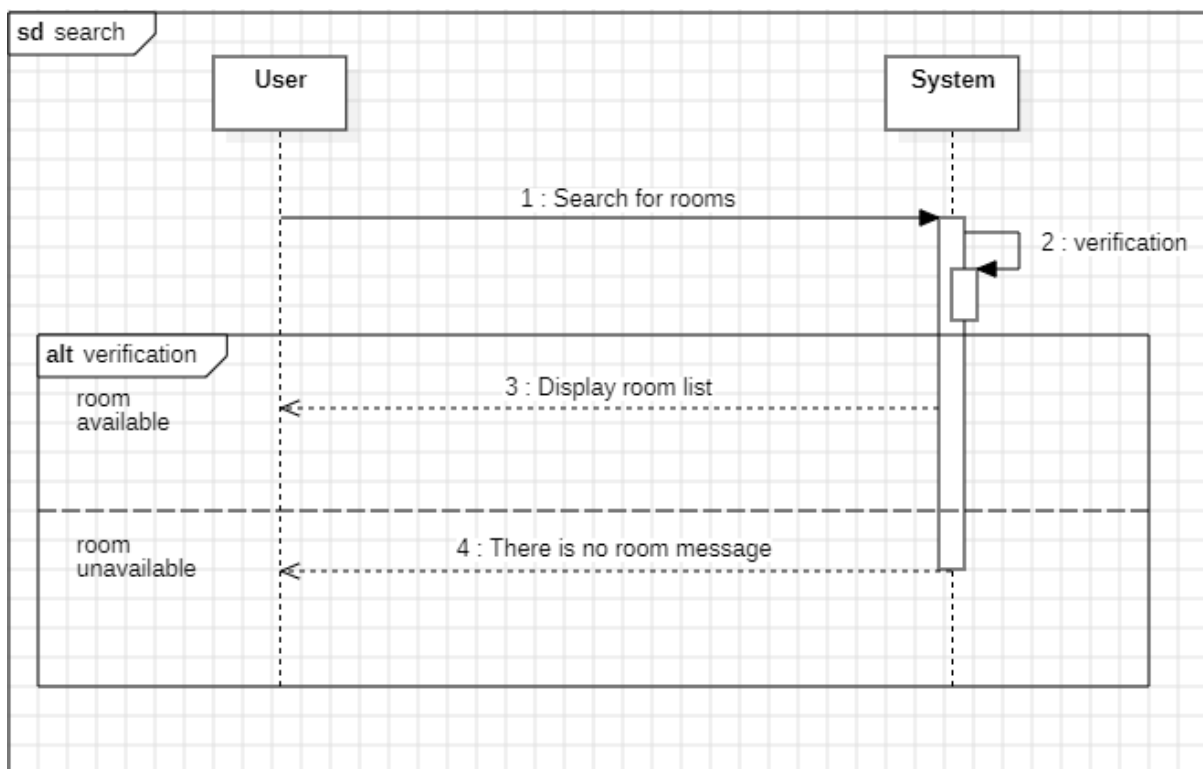 sd search
User
System
1 : Search for rooms
2 : verification
alt verification
3 : Display room list
room
available
4 : There is no room message
room
unavailable